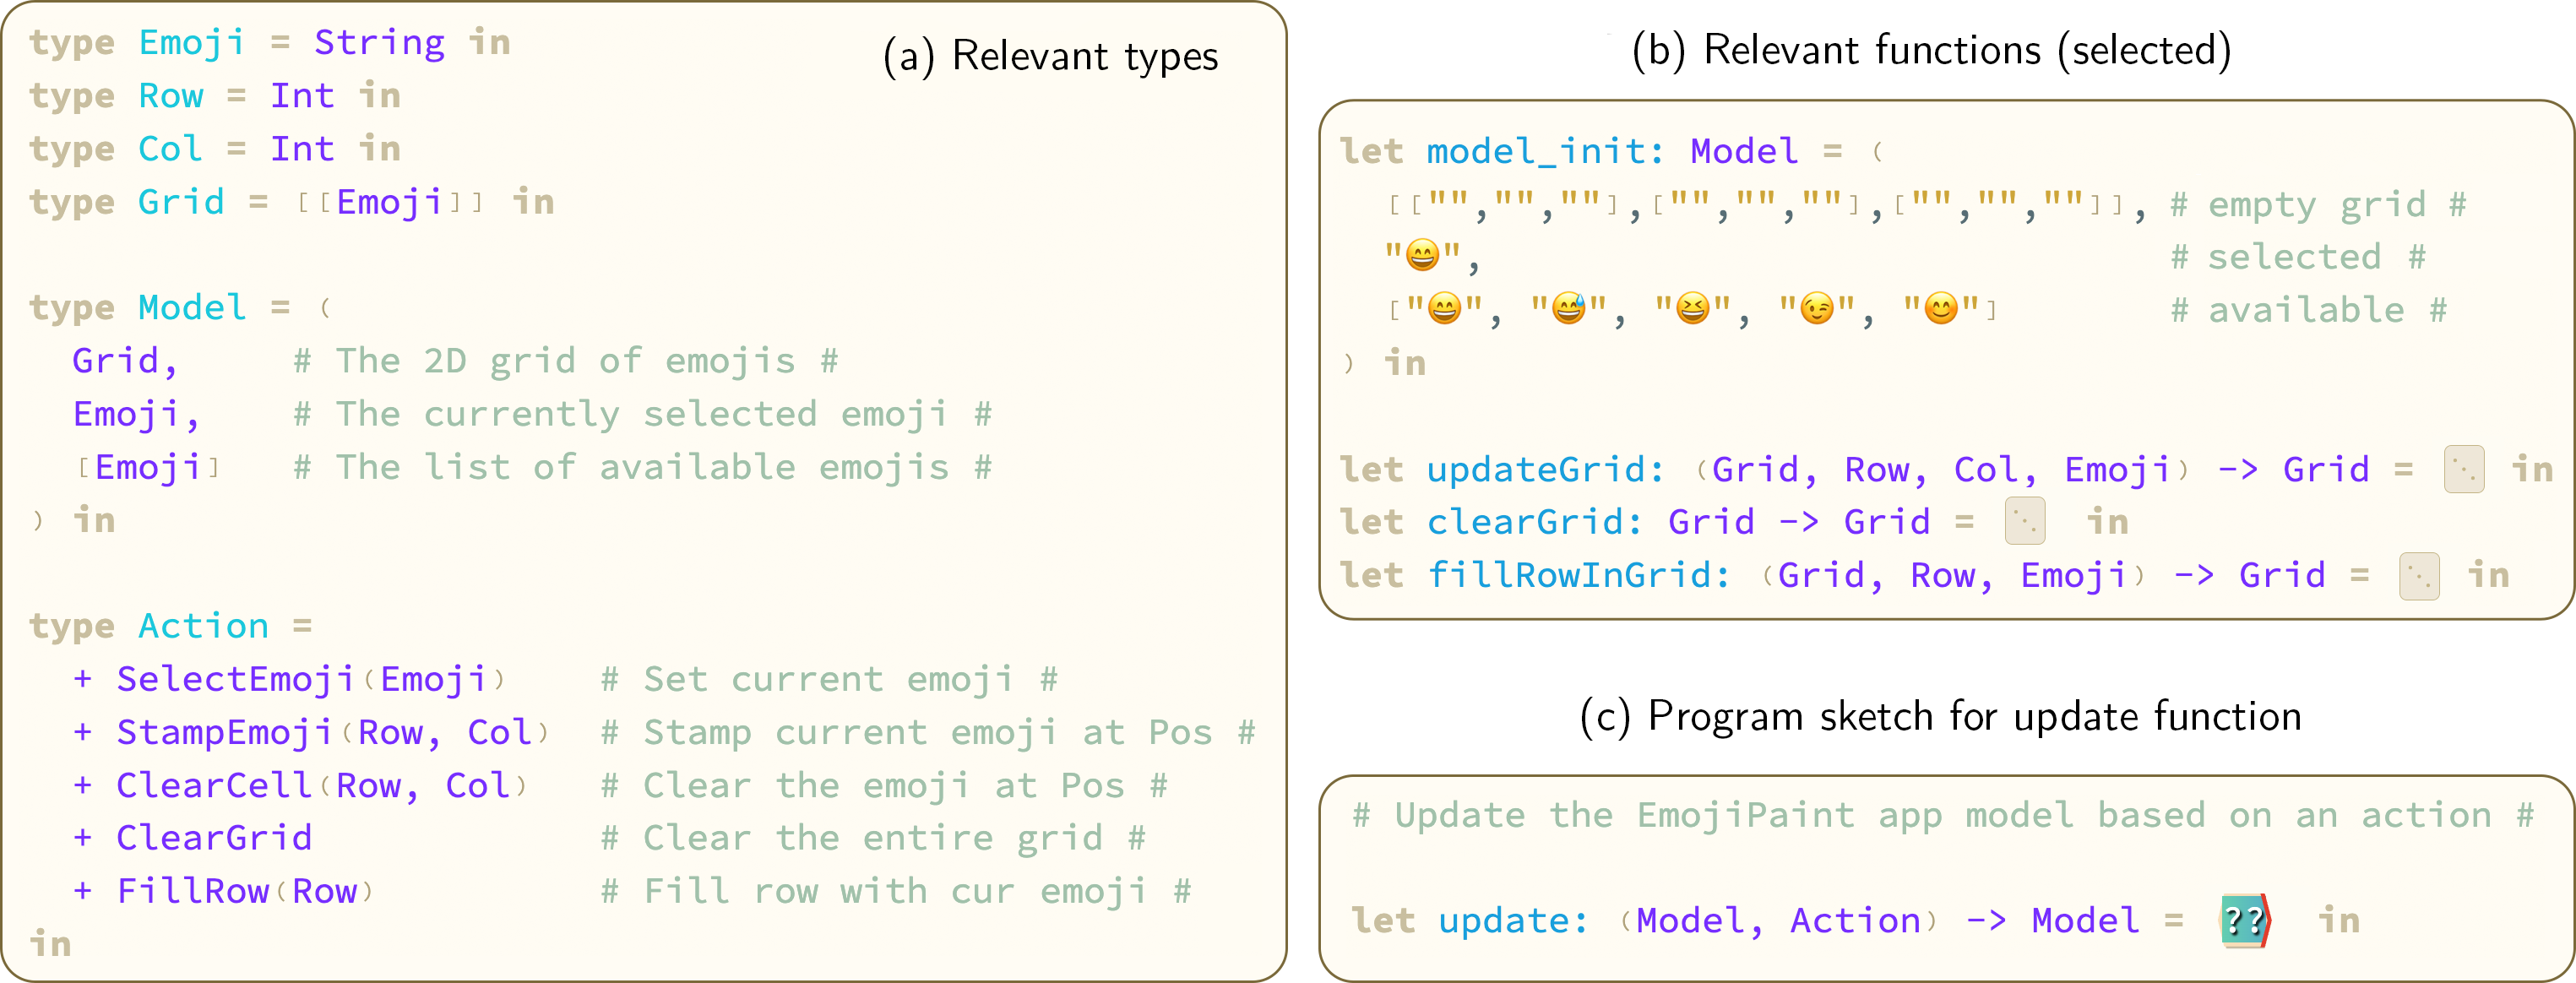 (a) Relevant types
type Emoji = String in
type Row = Int in
type Col = Int in
type Grid = [[Emoji]] in
type Model = (
Grid, # The 2D grid of emojis #
Emoji, # The currently selected emoji #
[Emoji] # The list of available emojis #
) in
type Action =
+ SelectEmoji(Emoji) # Set current emoji #
+ StampEmoji(Row, Col) # Stamp current emoji at Pos #
+ ClearCell(Row, Col) # Clear the emoji at Pos #
+ ClearGrid # Clear the entire grid #
+ FillRow(Row) # Fill row with cur emoji #
in
(b) Relevant functions (selected)
let model_init: Model = (
[["","",""],["","",""],["","",""]], # empty grid #
"😄", # selected #
["😄", "😅", "😆", "😉", "😊"] # available #
) in
let updateGrid: (Grid, Row, Col, Emoji) -> Grid = ⋱ in
let clearGrid: Grid -> Grid = ⋱ in
let fillRowInGrid: (Grid, Row, Emoji) -> Grid = ⋱ in
(c) Program sketch for update function
# Update the EmojiPaint app model based on an action #
let update: (Model, Action) -> Model = ?? in